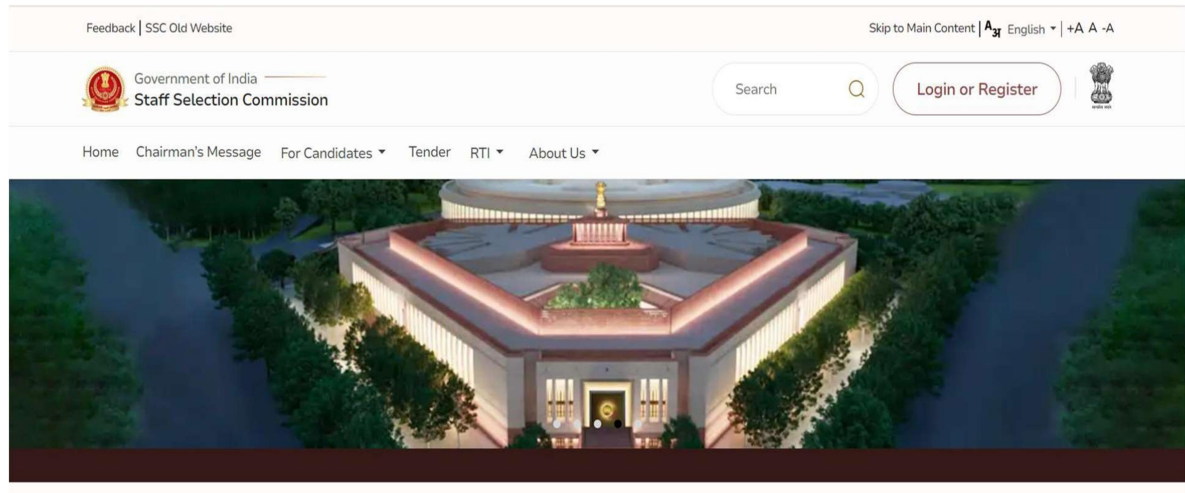 Feedback | SSC Old Website
Skip to Main Content | Aअ English | +A A -A
Government of India
Staff Selection Commission
Search
Login or Register
Home Chairman's Message For Candidates Tender RTI About Us